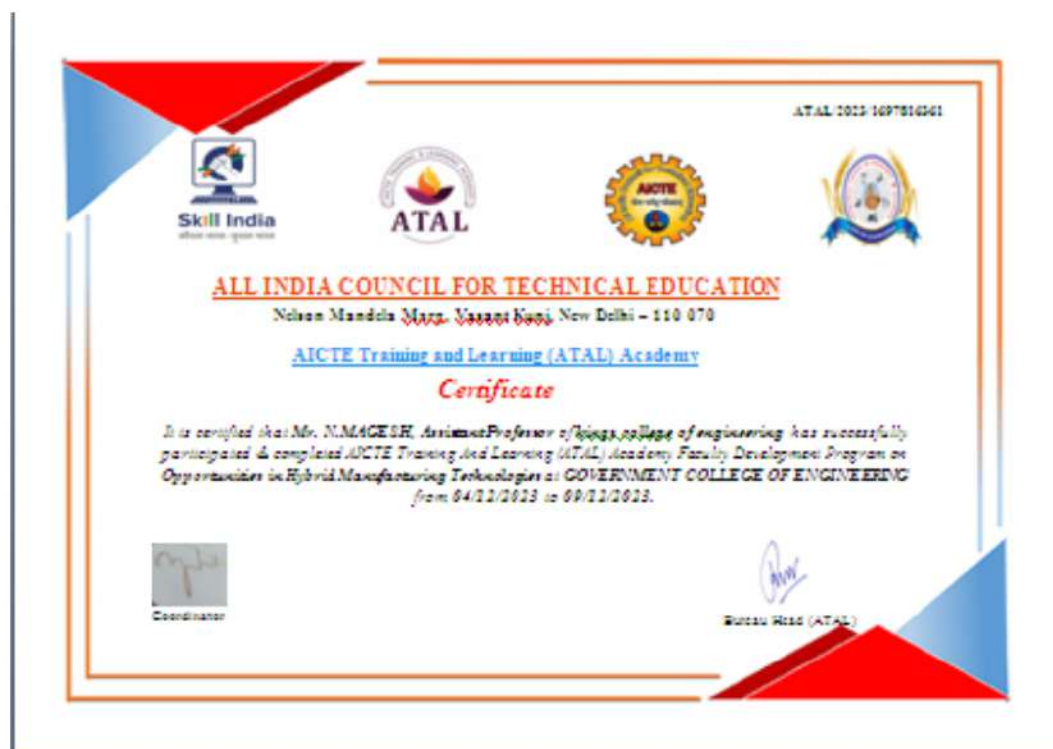 ATAL/2023/1697816361
Skill India
कौशल भारत - कुशल भारत
ATAL
AICTE
ALL INDIA COUNCIL FOR TECHNICAL EDUCATION
Nelson Mandela Marg, Vasant Kunj, New Delhi – 110 070
AICTE Training and Learning (ATAL) Academy
Certificate
It is certified that Mr. N.MAGESH, Assistant Professor of kings college of engineering has successfully
participated & completed AICTE Training And Learning (ATAL) Academy Faculty Development Program on
Opportunities in Hybrid Manufacturing Technologies at GOVERNMENT COLLEGE OF ENGINEERING
from 04/12/2023 to 09/12/2023.
Coordinator
Bureau Head (ATAL)